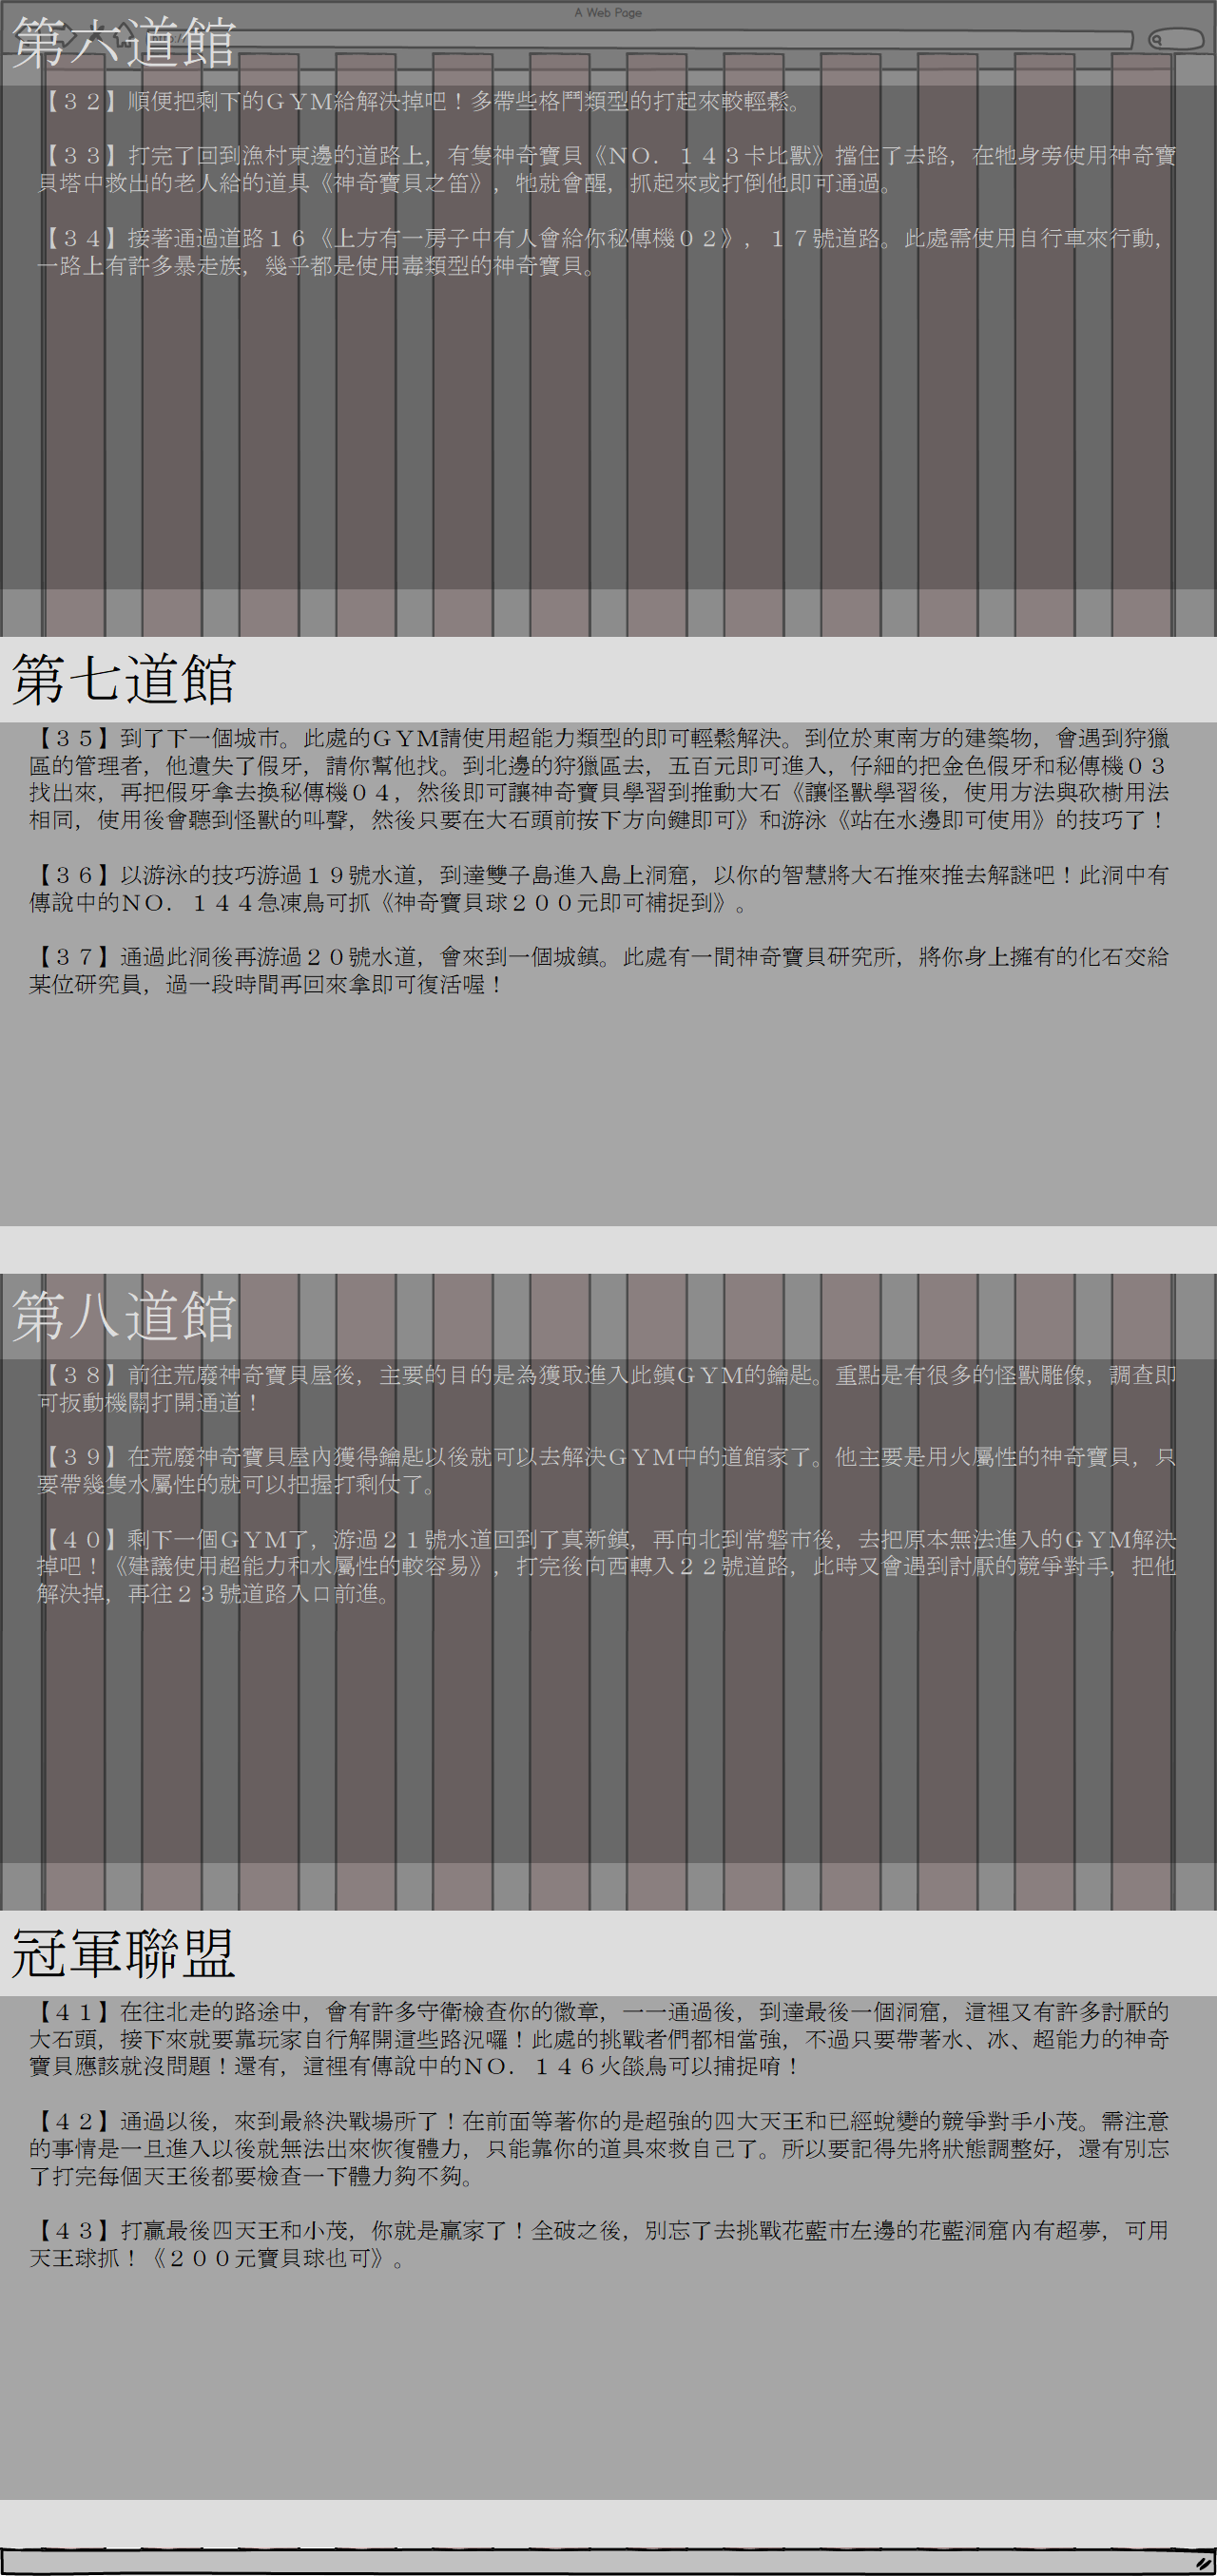 A Web Page
第六道館
【３２】順便把剩下的ＧＹＭ給解決掉吧！多帶些格鬥類型的打起來較輕鬆。
【３３】打完了回到漁村東邊的道路上，有隻神奇寶貝《ＮＯ．１４３卡比獸》擋住了去路，在牠身旁使用神奇寶
貝塔中救出的老人給的道具《神奇寶貝之笛》，牠就會醒，抓起來或打倒他即可通過。
【３４】接著通過道路１６《上方有一房子中有人會給你秘傳機０２》，１７號道路。此處需使用自行車來行動，
一路上有許多暴走族，幾乎都是使用毒類型的神奇寶貝。
第七道館
【３５】到了下一個城市。此處的ＧＹＭ請使用超能力類型的即可輕鬆解決。到位於東南方的建築物，會遇到狩獵
區的管理者，他遺失了假牙，請你幫他找。到北邊的狩獵區去，五百元即可進入，仔細的把金色假牙和秘傳機０３
找出來，再把假牙拿去換秘傳機０４，然後即可讓神奇寶貝學習到推動大石《讓怪獸學習後，使用方法與砍樹用法
相同，使用後會聽到怪獸的叫聲，然後只要在大石頭前按下方向鍵即可》和游泳《站在水邊即可使用》的技巧了！
【３６】以游泳的技巧游過１９號水道，到達雙子島進入島上洞窟，以你的智慧將大石推來推去解謎吧！此洞中有
傳說中的ＮＯ．１４４急凍鳥可抓《神奇寶貝球２００元即可補捉到》。
【３７】通過此洞後再游過２０號水道，會來到一個城鎮。此處有一間神奇寶貝研究所，將你身上擁有的化石交給
某位研究員，過一段時間再回來拿即可復活喔！
第八道館
【３８】前往荒廢神奇寶貝屋後，主要的目的是為獲取進入此鎮ＧＹＭ的鑰匙。重點是有很多的怪獸雕像，調查即
可扳動機關打開通道！
【３９】在荒廢神奇寶貝屋內獲得鑰匙以後就可以去解決ＧＹＭ中的道館家了。他主要是用火屬性的神奇寶貝，只
要帶幾隻水屬性的就可以把握打剩仗了。
【４０】剩下一個ＧＹＭ了，游過２１號水道回到了真新鎮，再向北到常磐市後，去把原本無法進入的ＧＹＭ解決
掉吧！《建議使用超能力和水屬性的較容易》，打完後向西轉入２２號道路，此時又會遇到討厭的競爭對手，把他
解決掉，再往２３號道路入口前進。
冠軍聯盟
【４１】在往北走的路途中，會有許多守衛檢查你的徽章，一一通過後，到達最後一個洞窟，這裡又有許多討厭的
大石頭，接下來就要靠玩家自行解開這些路況囉！此處的挑戰者們都相當強，不過只要帶著水、冰、超能力的神奇
寶貝應該就沒問題！還有，這裡有傳說中的ＮＯ．１４６火燄鳥可以捕捉唷！
【４２】通過以後，來到最終決戰場所了！在前面等著你的是超強的四大天王和已經蛻變的競爭對手小茂。需注意
的事情是一旦進入以後就無法出來恢復體力，只能靠你的道具來救自己了。所以要記得先將狀態調整好，還有別忘
了打完每個天王後都要檢查一下體力夠不夠。
【４３】打贏最後四天王和小茂，你就是贏家了！全破之後，別忘了去挑戰花藍市左邊的花藍洞窟內有超夢，可用
天王球抓！《２００元寶貝球也可》。